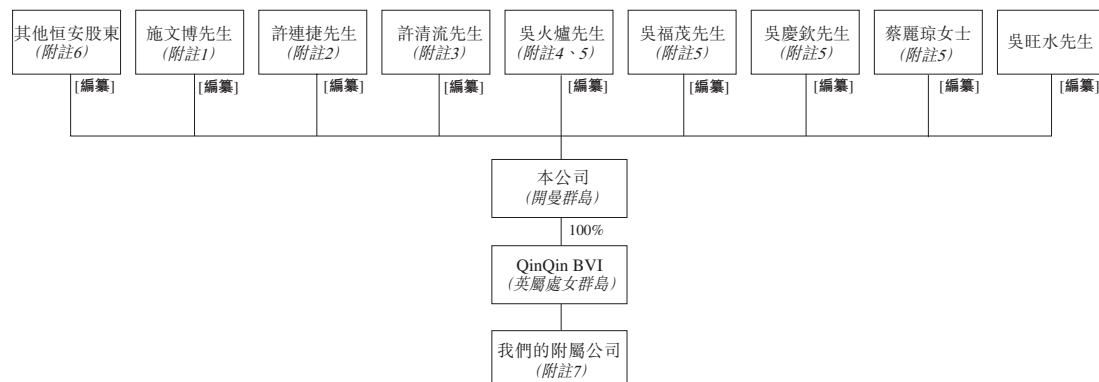 其他恒安股東
(附註6)
施文博先生
(附註1)
許連捷先生
(附註2)
許清流先生
(附註3)
吳火爐先生
(附註4、5)
吳福茂先生
(附註5)
吳慶欽先生
(附註5)
蔡麗琼女士
(附註5)
吳旺水先生
[編纂]
[編纂]
[編纂]
[編纂]
[編纂]
[編纂]
[編纂]
[編纂]
[編纂]
本公司
(開曼群島)
100%
QinQin BVI
(英屬處女群島)
我們的附屬公司
(附註7)